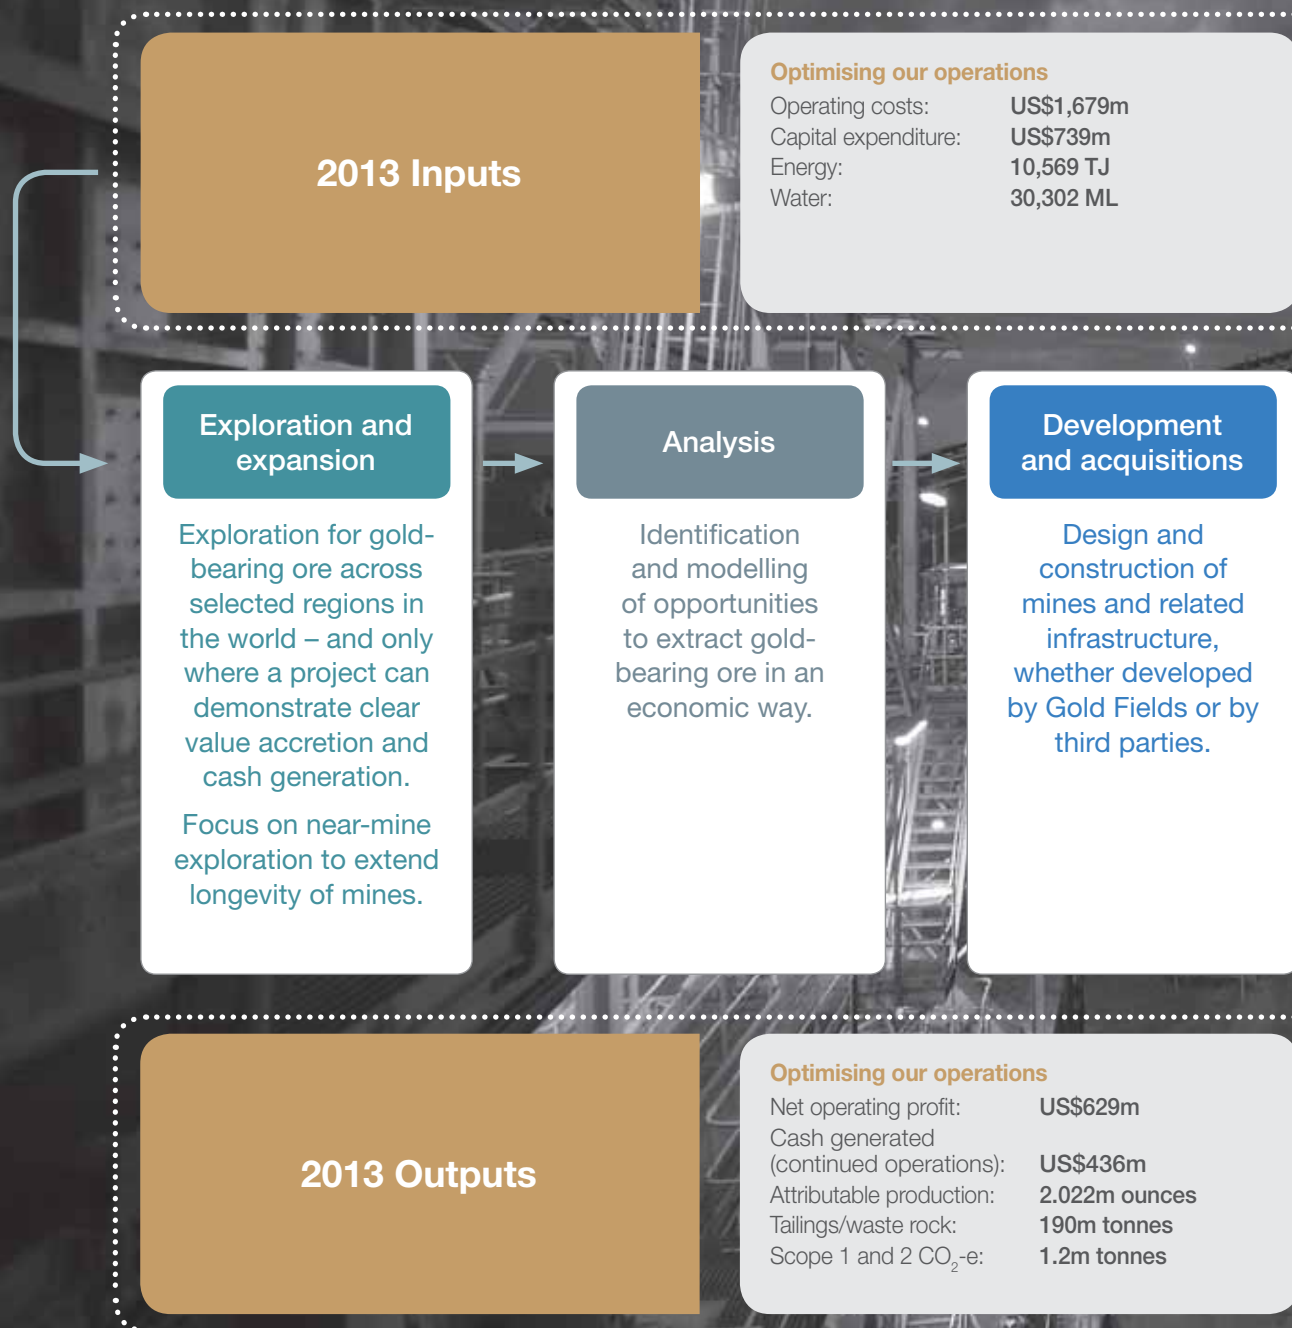 2013 Inputs
Optimising our operations
Operating costs: US$1,679m
Capital expenditure: US$739m
Energy: 10,569 TJ
Water: 30,302 ML
Exploration and
expansion
Exploration for gold-
bearing ore across
selected regions in
the world – and only
where a project can
demonstrate clear
value accretion and
cash generation.
Focus on near-mine
exploration to extend
longevity of mines.
Analysis
Identification
and modelling
of opportunities
to extract gold-
bearing ore in an
economic way.
Development
and acquisitions
Design and
construction of
mines and related
infrastructure,
whether developed
by Gold Fields or by
third parties.
2013 Outputs
Optimising our operations
Net operating profit: US$629m
Cash generated
(continued operations): US$436m
Attributable production: 2.022m ounces
Tailings/waste rock: 190m tonnes
Scope 1 and 2 CO₂-e: 1.2m tonnes